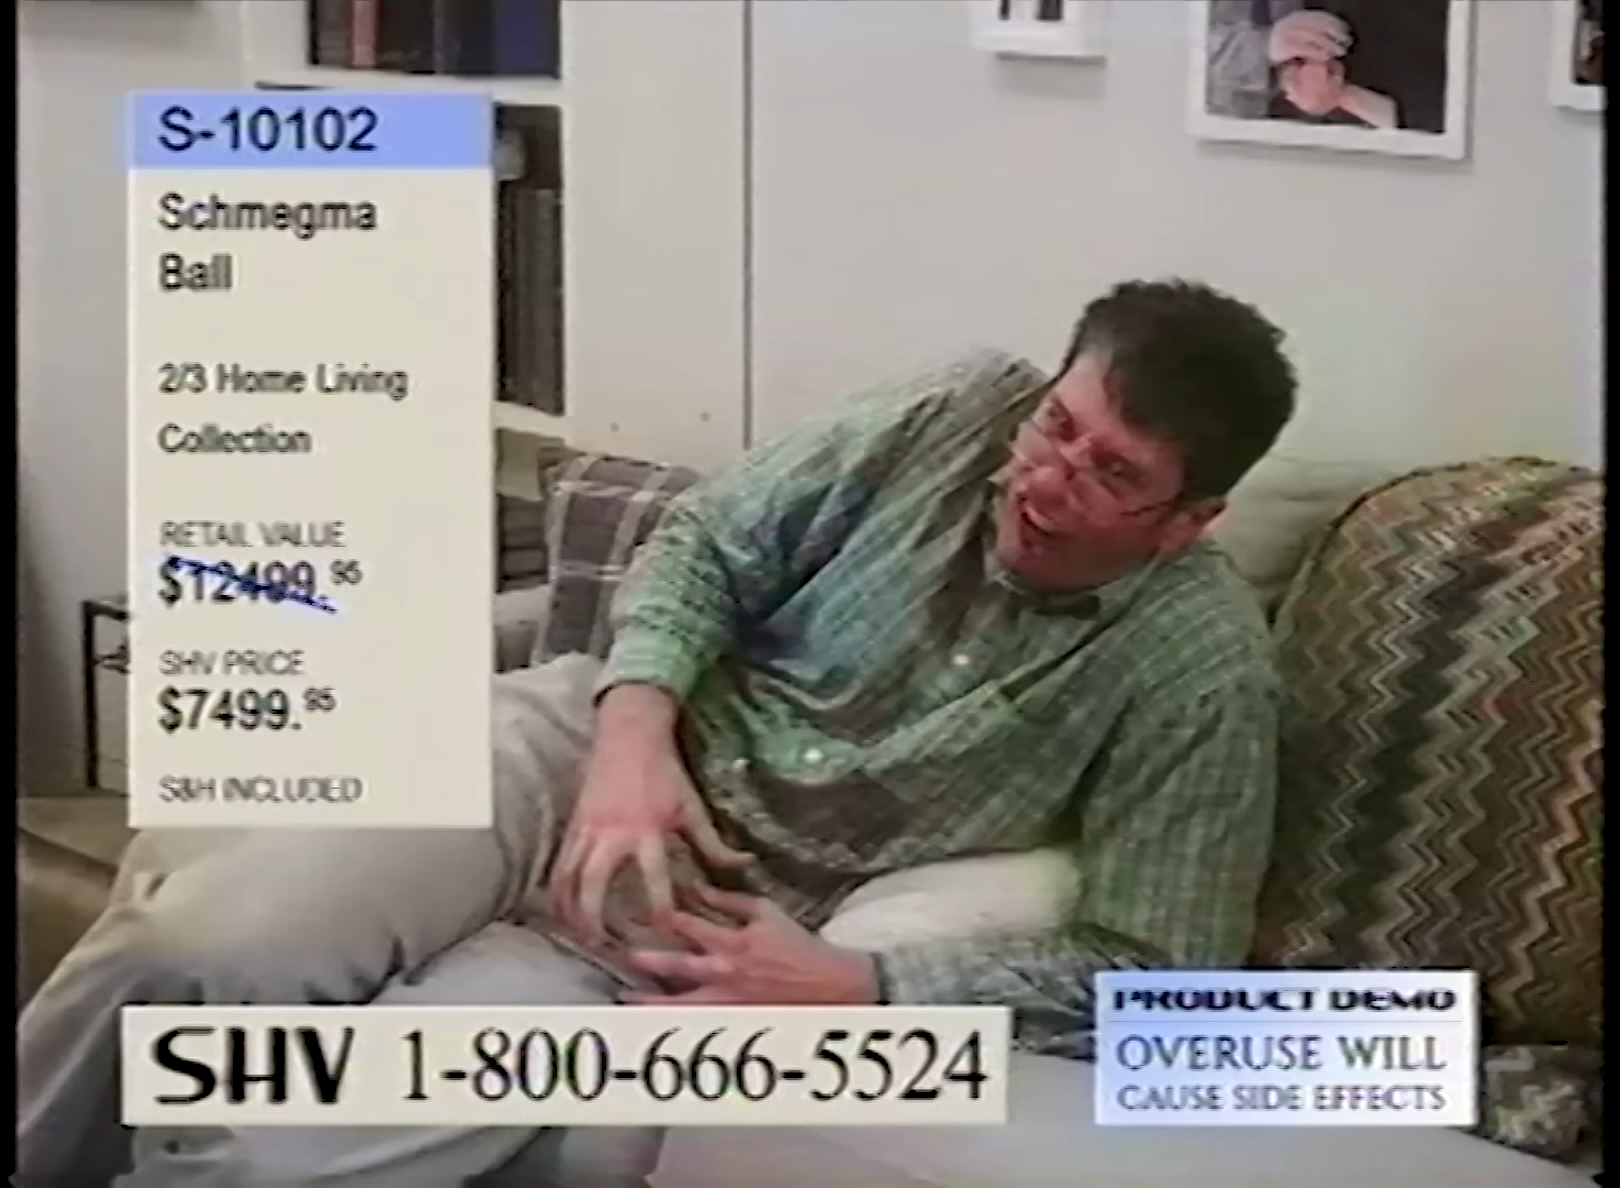 S-10102
Schmegma
Ball
2/3 Home Living
Collection
RETAIL VALUE
$12499.95
SHV PRICE
$7499.95
S&H INCLUDED
SHV 1-800-666-5524
PRODUCT DEMO
OVERUSE WILL
CAUSE SIDE EFFECTS